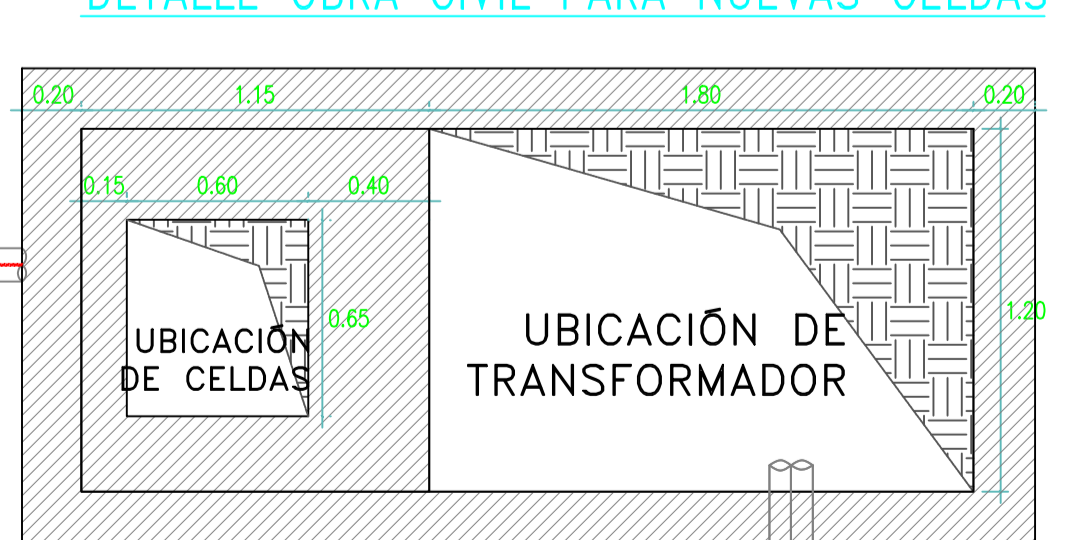 DETALLE OBRA CIVIL PARA NUEVAS CELDAS
0.20 1.15 1.80 0.20
0.15 0.60 0.40
0.65
1.20
UBICACIÓN
DE CELDAS
UBICACIÓN DE
TRANSFORMADOR